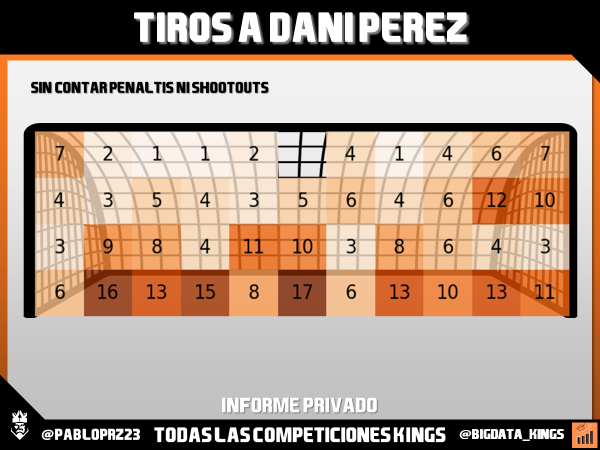 TIROS A DANI PEREZ
SIN CONTAR PENALTIS NI SHOOTOUTS
7 2 1 1 2 4 1 4 6 7
4 3 5 4 3 5 6 4 6 12 10
3 9 8 4 11 10 3 8 6 4 3
6 16 13 15 8 17 6 13 10 13 11
INFORME PRIVADO
@PABLOPRZ23 TODAS LAS COMPETICIONES KINGS @BIGDATA_KINGS